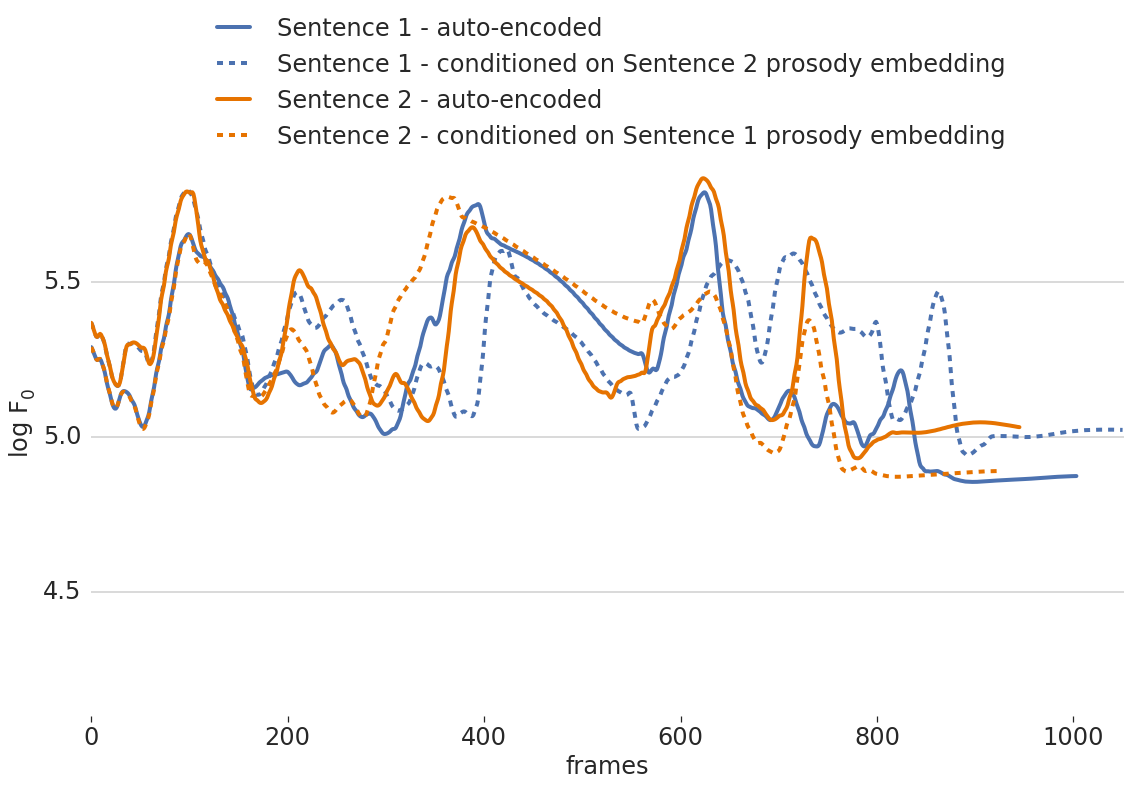 Sentence 1 - auto-encoded
Sentence 1 - conditioned on Sentence 2 prosody embedding
Sentence 2 - auto-encoded
Sentence 2 - conditioned on Sentence 1 prosody embedding
5.5
5.0
4.5
log F₀
0 200 400 600 800 1000
frames